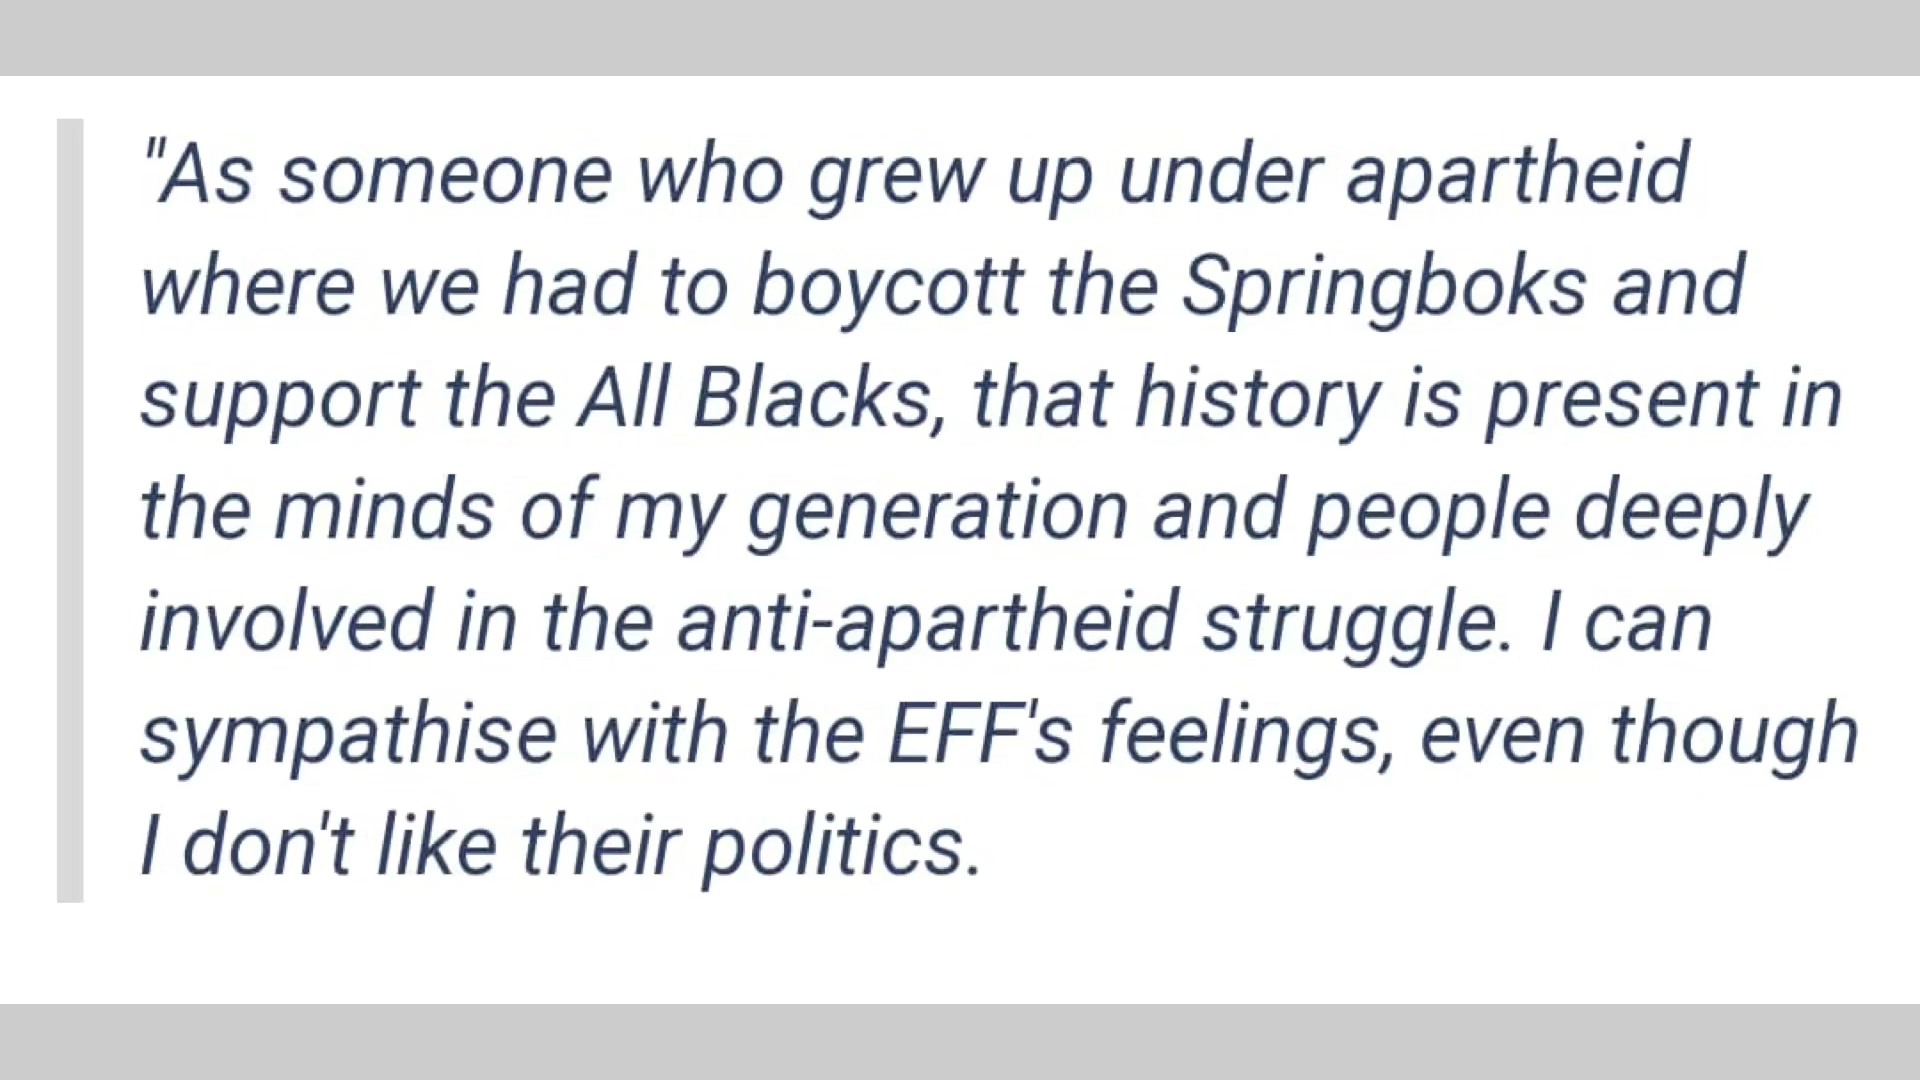 "As someone who grew up under apartheid
where we had to boycott the Springboks and
support the All Blacks, that history is present in
the minds of my generation and people deeply
involved in the anti-apartheid struggle. I can
sympathise with the EFF's feelings, even though
I don't like their politics.